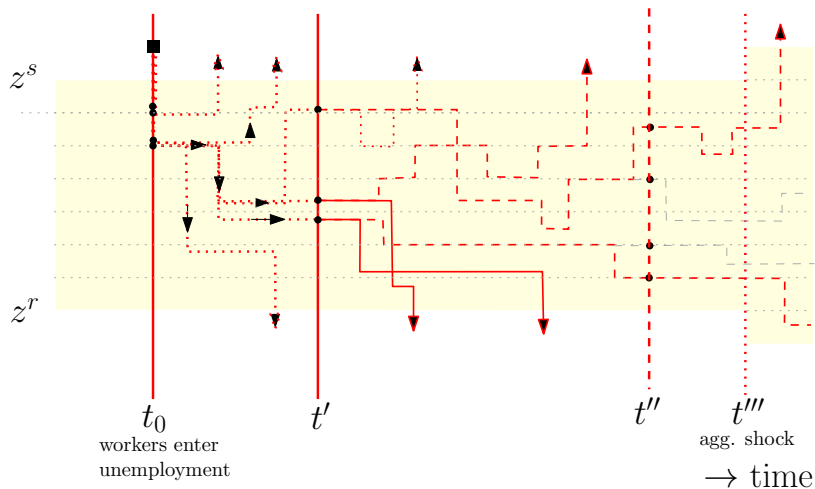 z^s
z^r
t_0
t′
t″
t‴
workers enter
unemployment
agg. shock
→ time